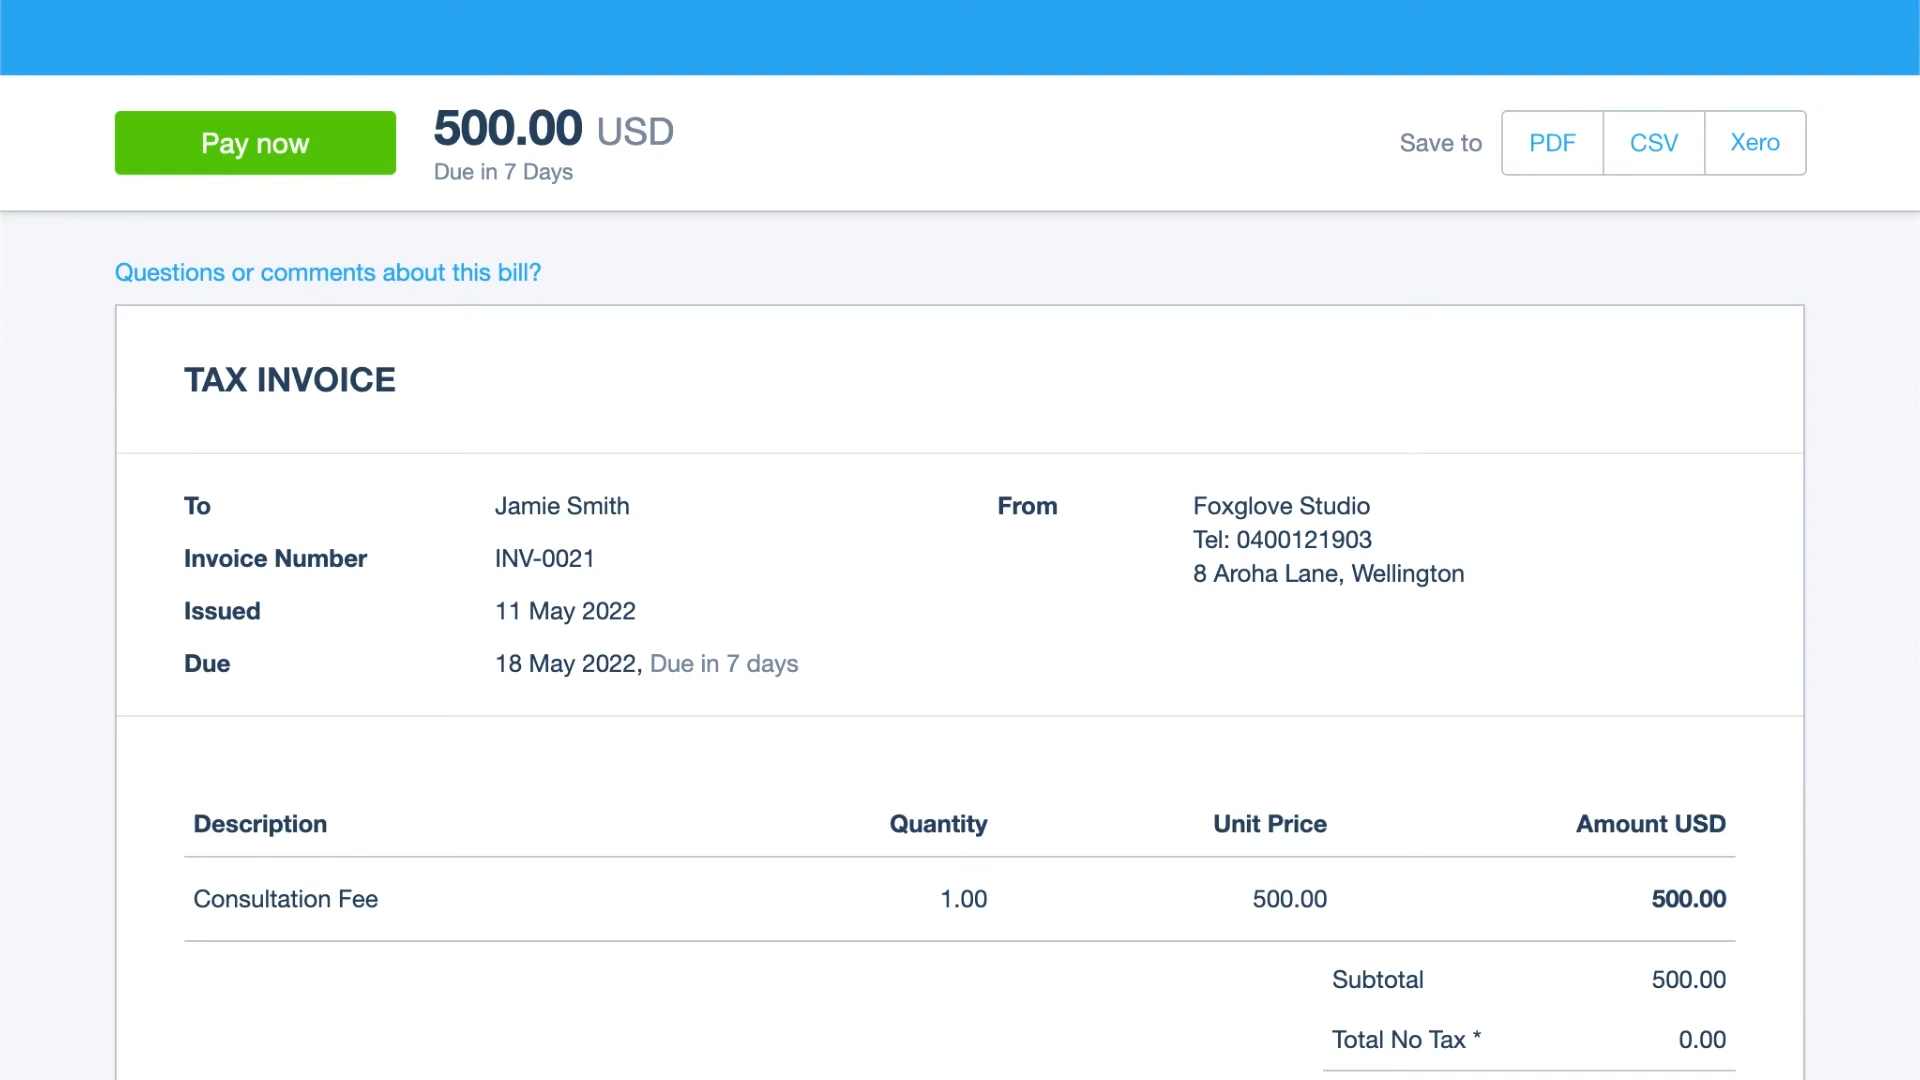 Pay now
500.00 USD
Due in 7 Days
Save to
PDF
CSV
Xero
Questions or comments about this bill?
TAX INVOICE
To Jamie Smith
Invoice Number INV-0021
Issued 11 May 2022
Due 18 May 2022, Due in 7 days
From Foxglove Studio
Tel: 0400121903
8 Aroha Lane, Wellington
Description Quantity Unit Price Amount USD
Consultation Fee 1.00 500.00 500.00
Subtotal 500.00
Total No Tax * 0.00